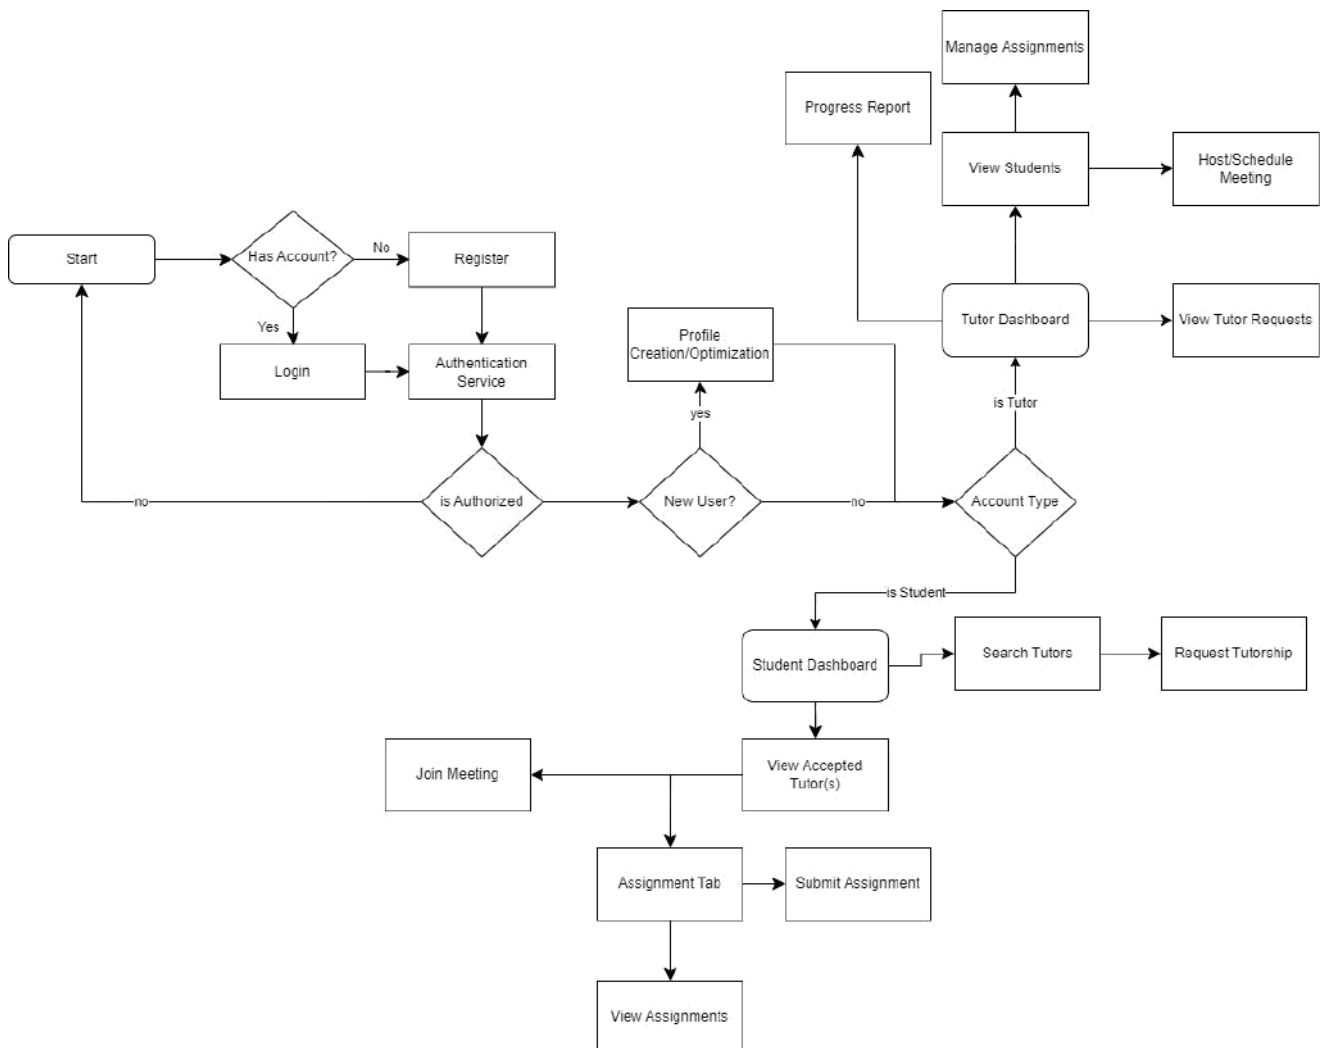 Manage Assignments
Progress Report
View Students
Host/Schedule
Meeting
Start
Has Account?
No
Register
Yes
Login
Authentication
Service
Profile
Creation/Optimization
Tutor Dashboard
View Tutor Requests
is Tutor
yes
no
is Authorized
New User?
no
Account Type
is Student
Student Dashboard
Search Tutors
Request Tutorship
Join Meeting
View Accepted
Tutor(s)
Assignment Tab
Submit Assignment
View Assignments